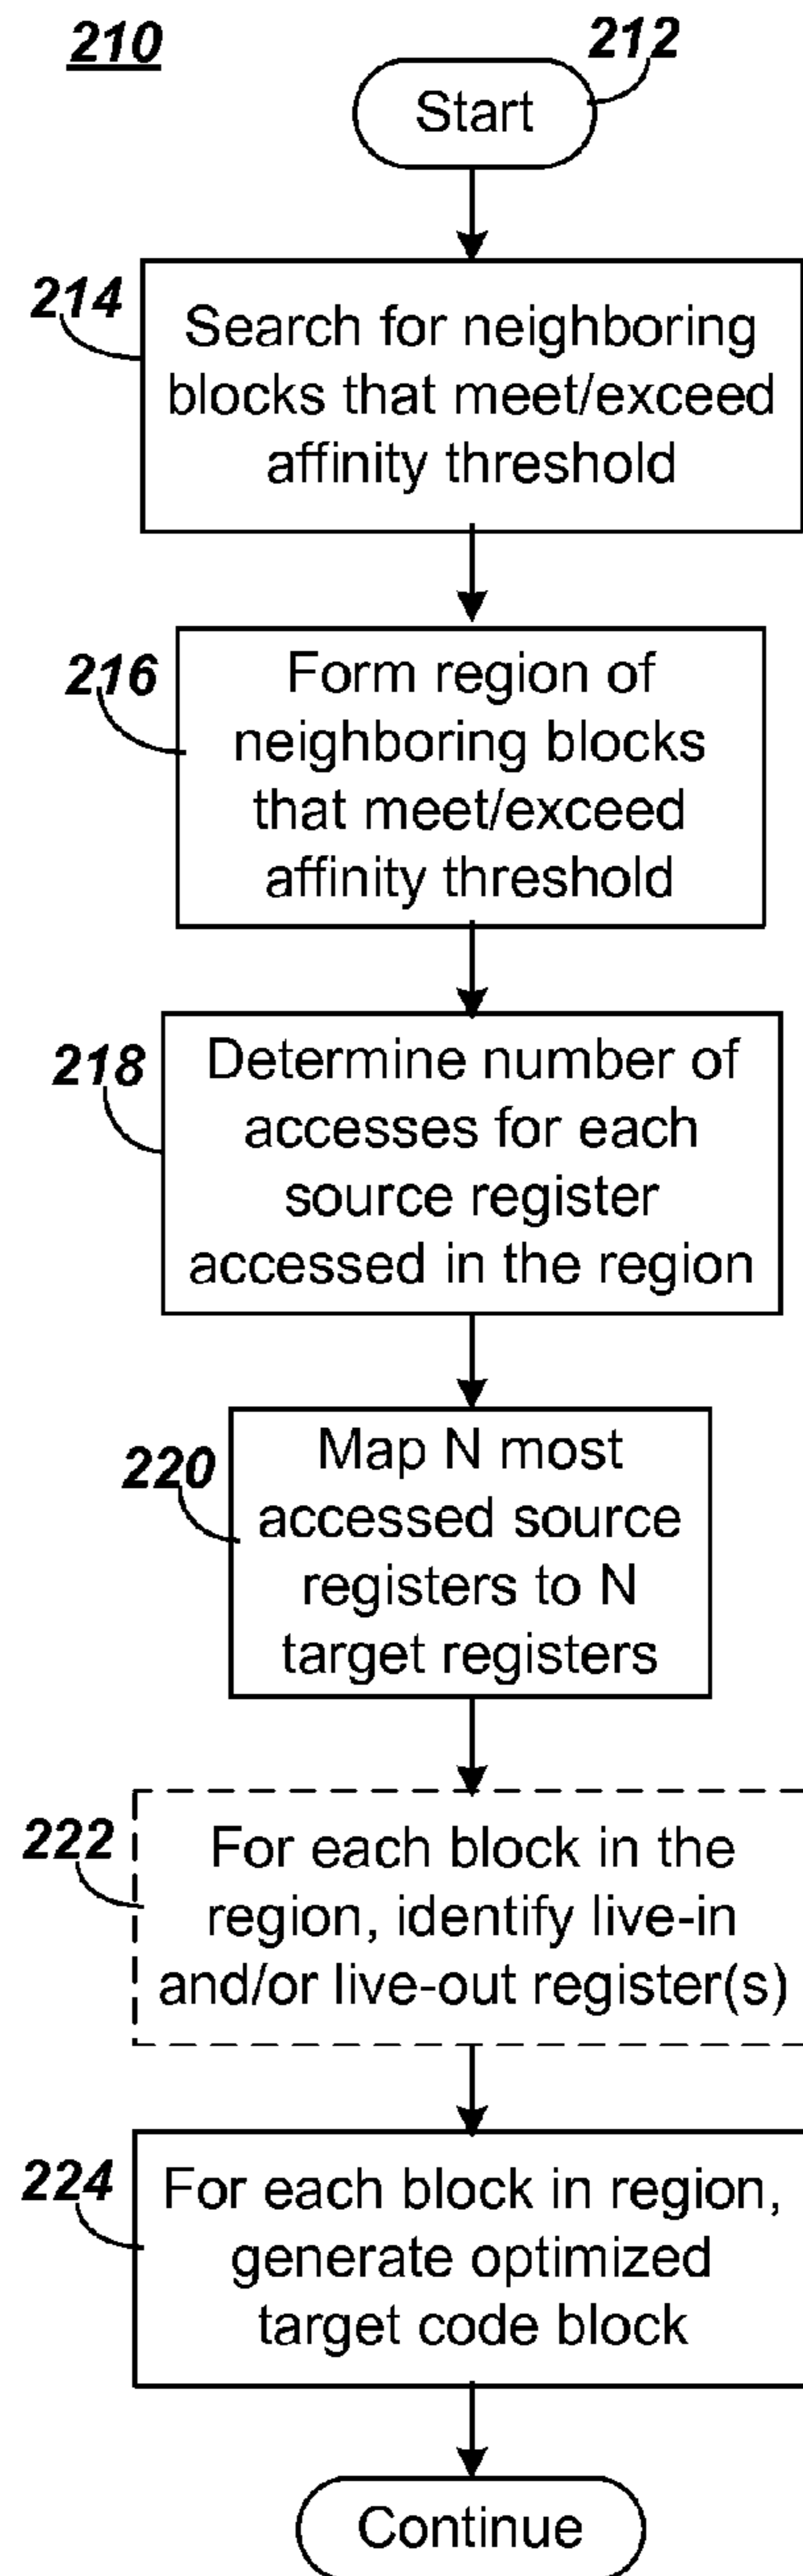 210
212
Start
214
Search for neighboring
blocks that meet/exceed
affinity threshold
216
Form region of
neighboring blocks
that meet/exceed
affinity threshold
218
Determine number of
accesses for each
source register
accessed in the region
220
Map N most
accessed source
registers to N
target registers
222
For each block in the
region, identify live-in
and/or live-out register(s)
224
For each block in region,
generate optimized
target code block
Continue